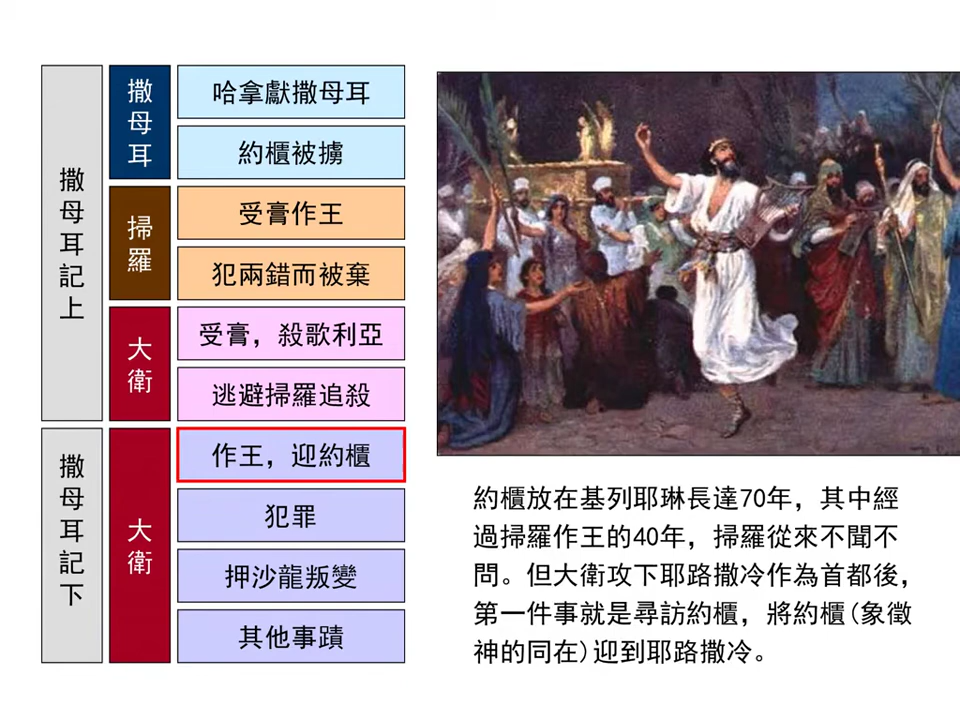 撒母耳記上
撒母耳
哈拿獻撒母耳
約櫃被擄
掃羅
受膏作王
犯兩錯而被棄
大衛
受膏，殺歌利亞
逃避掃羅追殺
撒母耳記下
大衛
作王，迎約櫃
犯罪
押沙龍叛變
其他事蹟
約櫃放在基列耶琳長達70年，其中經
過掃羅作王的40年，掃羅從來不聞不
問。但大衛攻下耶路撒冷作為首都後，
第一件事就是尋訪約櫃，將約櫃(象徵
神的同在)迎到耶路撒冷。